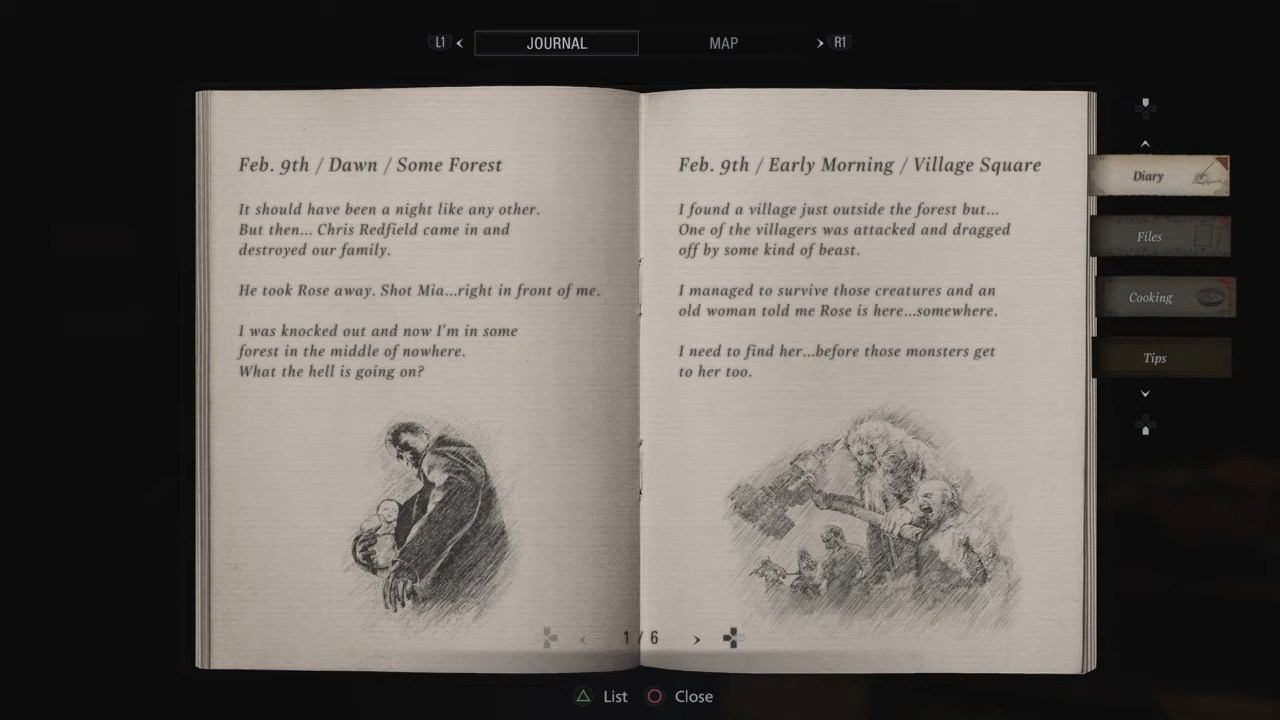 L1 JOURNAL MAP R1
Feb. 9th / Dawn / Some Forest
It should have been a night like any other.
But then... Chris Redfield came in and
destroyed our family.
He took Rose away. Shot Mia...right in front of me.
I was knocked out and now I'm in some
forest in the middle of nowhere.
What the hell is going on?
Feb. 9th / Early Morning / Village Square
I found a village just outside the forest but...
One of the villagers was attacked and dragged
off by some kind of beast.
I managed to survive those creatures and an
old woman told me Rose is here...somewhere.
I need to find her...before those monsters get
to her too.
Diary
Files
Cooking
Tips
1 / 6
List Close